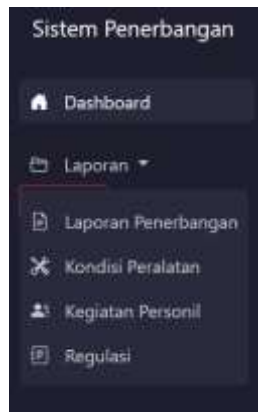 Sistem Penerbangan
Dashboard
Laporan
Laporan Penerbangan
Kondisi Peralatan
Kegiatan Personil
Regulasi